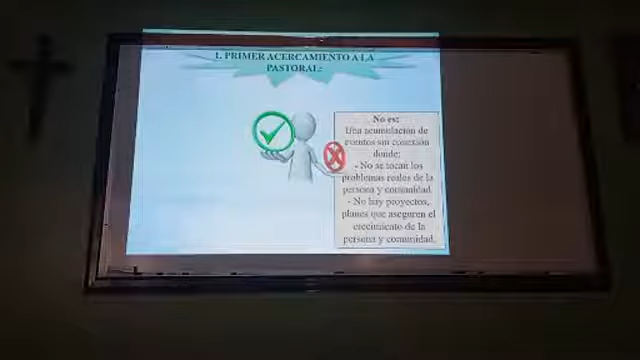 1. PRIMER ACERCAMIENTO A LA
PASTORAL:
No es:
Una acumulación de
eventos sin conexión
donde:
- No se tocan los
problemas reales de la
persona y comunidad.
- No hay proyectos,
planes que aseguren el
crecimiento de la
persona y comunidad.